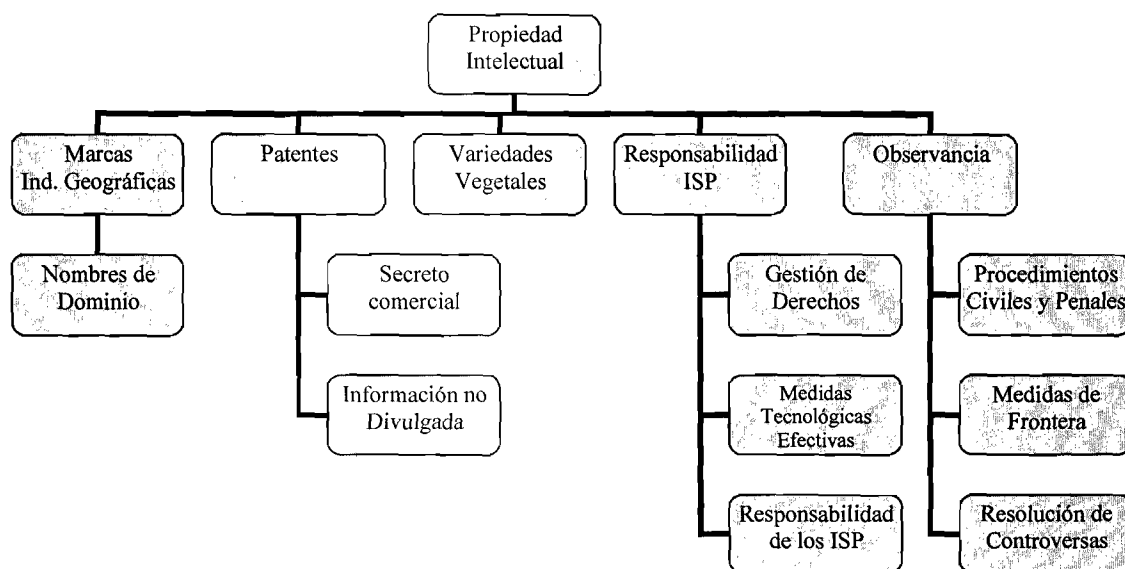 Propiedad
Intelectual
Marcas
Ind. Geográficas
Patentes
Variedades
Vegetales
Responsabilidad
ISP
Observancia
Nombres de
Dominio
Secreto
comercial
Gestión de
Derechos
Procedimientos
Civiles y Penales
Información no
Divulgada
Medidas
Tecnológicas
Efectivas
Medidas de
Frontera
Responsabilidad
de los ISP
Resolución de
Controversas